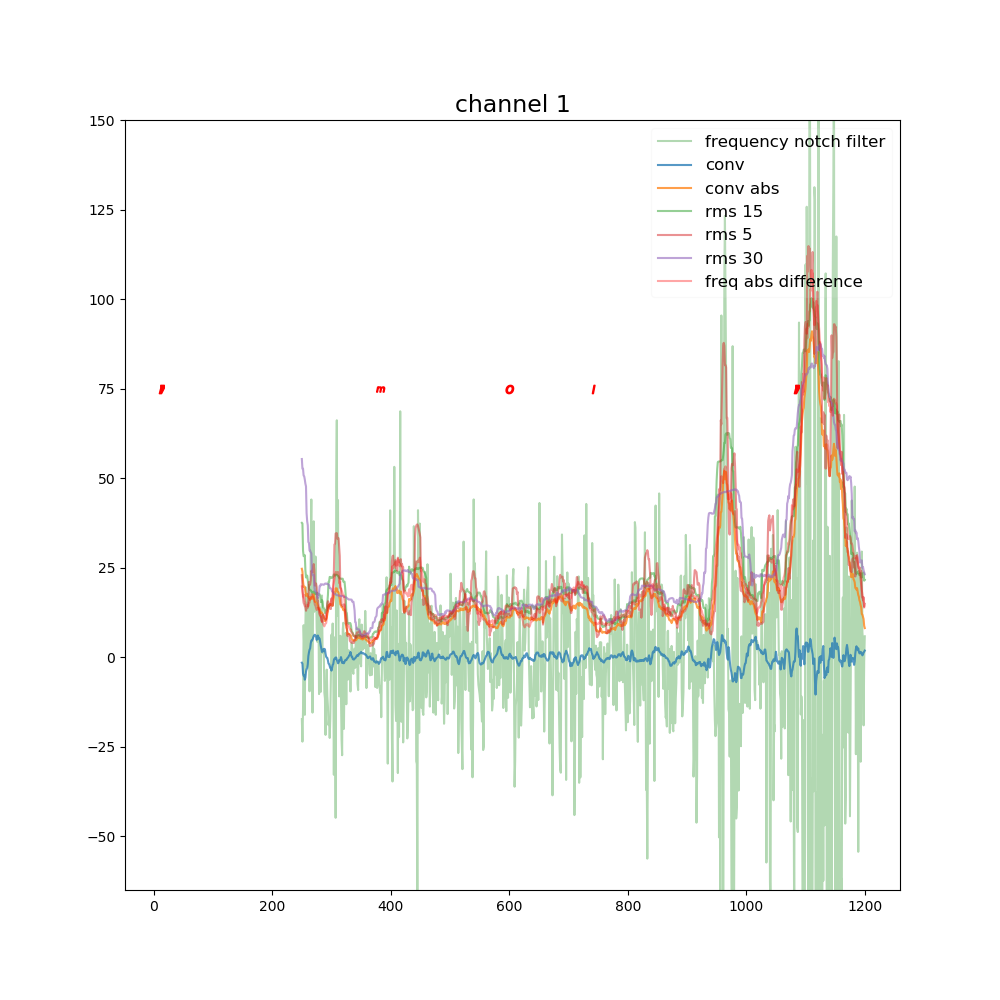 channel 1
150
125
100
75
50
25
0
−25
−50
frequency notch filter
conv
conv abs
rms 15
rms 5
rms 30
freq abs difference
, m o l ,
0 200 400 600 800 1000 1200